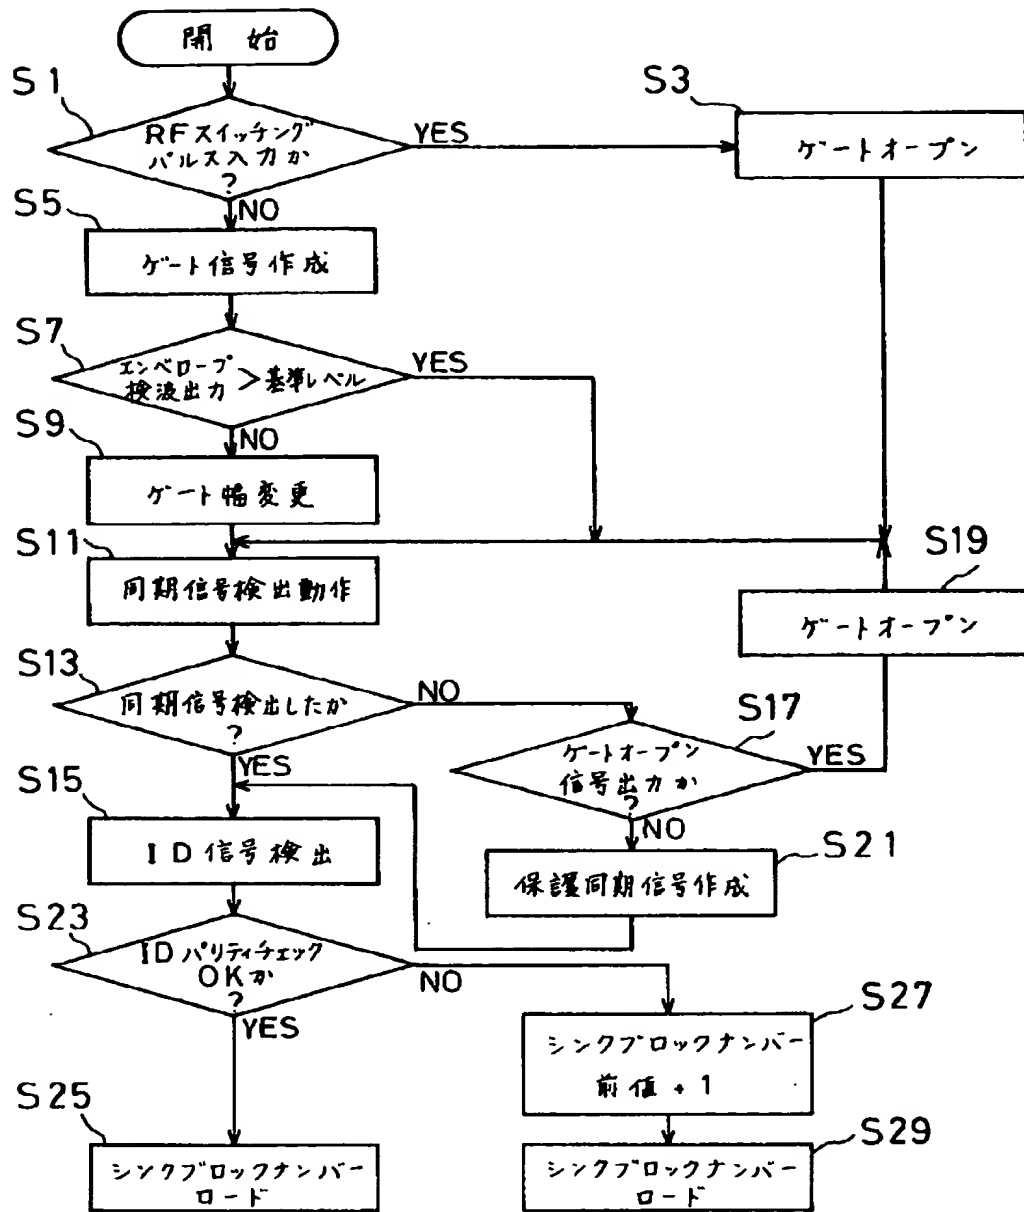 開始
S1
RFスイッチング
パルス入力か
?
YES
NO
S3
ゲートオープン
S5
ゲート信号作成
S7
エンベロープ
検波出力 > 基準レベル
YES
NO
S9
ゲート幅変更
S11
同期信号検出動作
S19
ゲートオープン
S13
同期信号検出したか
?
NO
YES
S17
ゲートオープン
信号出力か
?
YES
NO
S15
ID信号検出
S21
保護同期信号作成
S23
IDパリティチェック
OKか
?
NO
YES
S27
シンクブロックナンバー
前値+1
S25
シンクブロックナンバー
ロード
S29
シンクブロックナンバー
ロード